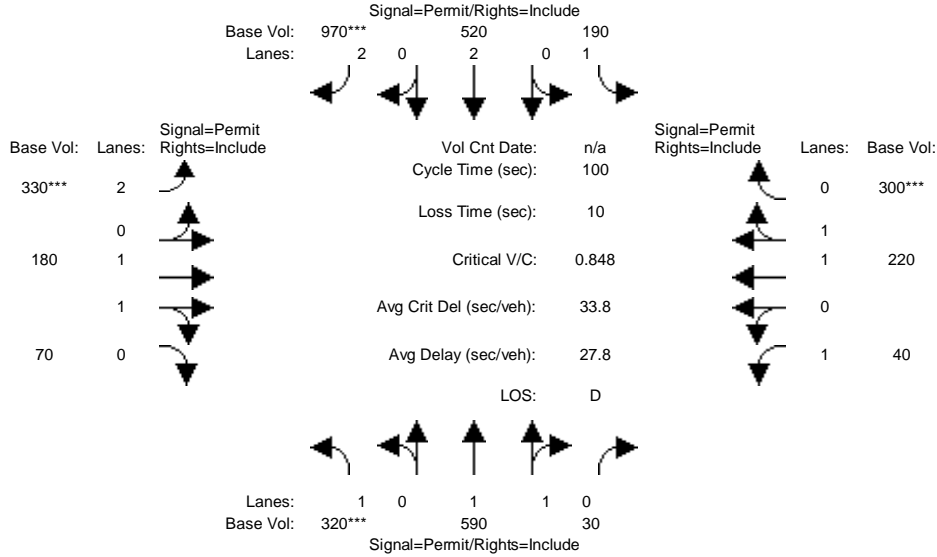 Signal=Permit/Rights=Include
Base Vol: 970*** 520 190
Lanes: 2 0 2 0 1
Signal=Permit
Rights=Include
Signal=Permit
Rights=Include
Base Vol: Lanes:
Vol Cnt Date: n/a
Lanes: Base Vol:
Cycle Time (sec): 100
330*** 2
0 300***
Loss Time (sec): 10
0
1
180 1
Critical V/C: 0.848
1 220
1
Avg Crit Del (sec/veh): 33.8
0
70 0
Avg Delay (sec/veh): 27.8
1 40
LOS: D
Lanes: 1 0 1 1 0
Base Vol: 320*** 590 30
Signal=Permit/Rights=Include